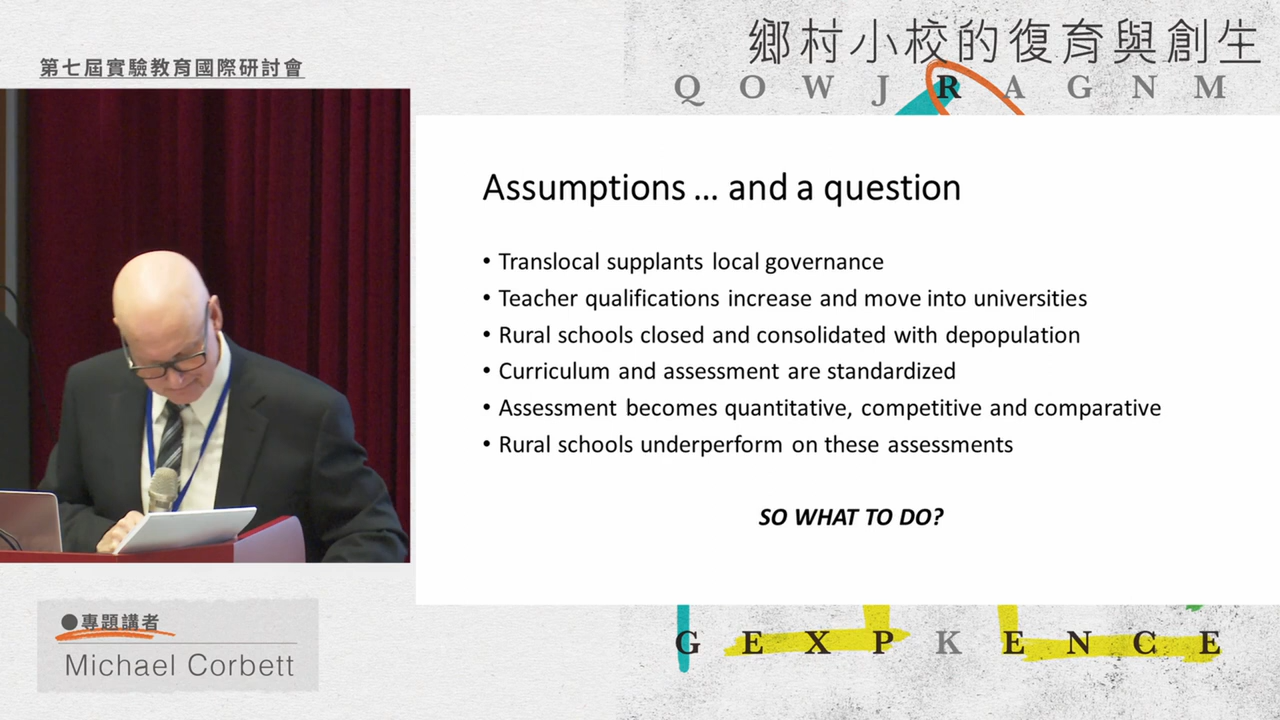 第七屆實驗教育國際研討會
鄉村小校的復育與創生
Q O W J R A G N M
Assumptions … and a question
• Translocal supplants local governance
• Teacher qualifications increase and move into universities
• Rural schools closed and consolidated with depopulation
• Curriculum and assessment are standardized
• Assessment becomes quantitative, competitive and comparative
• Rural schools underperform on these assessments
SO WHAT TO DO?
●專題講者
Michael Corbett
G E X P K E N C E